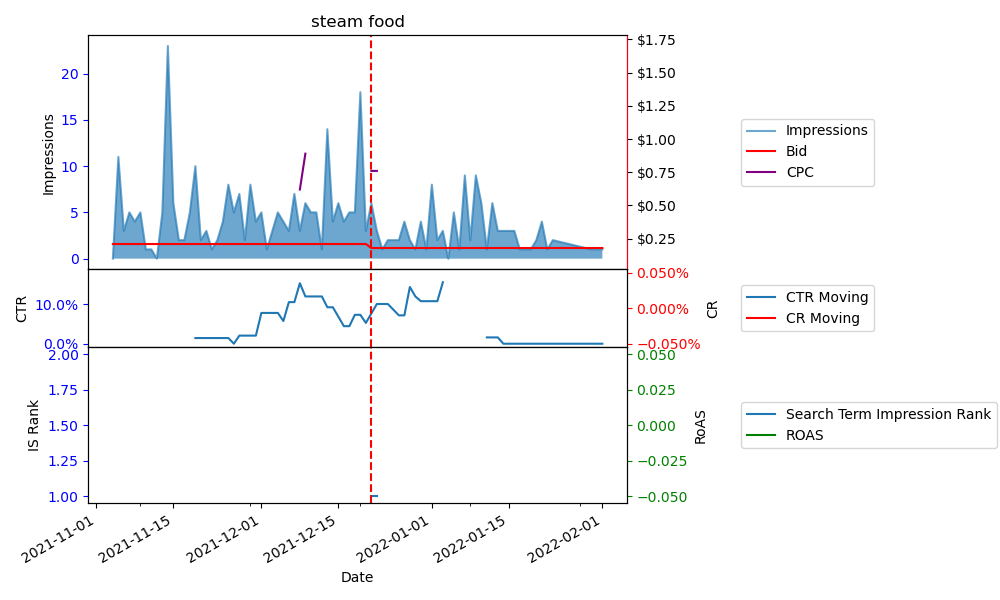 steam food
Impressions
20
15
10
5
0
$1.75
$1.50
$1.25
$1.00
$0.75
$0.50
$0.25
Impressions
Bid
CPC
CTR
10.0%
0.0%
0.050%
0.000%
−0.050%
CR
CTR Moving
CR Moving
IS Rank
2.00
1.75
1.50
1.25
1.00
0.050
0.025
0.000
−0.025
−0.050
RoAS
Search Term Impression Rank
ROAS
2021-11-01
2021-11-15
2021-12-01
2021-12-15
2022-01-01
2022-01-15
2022-02-01
Date